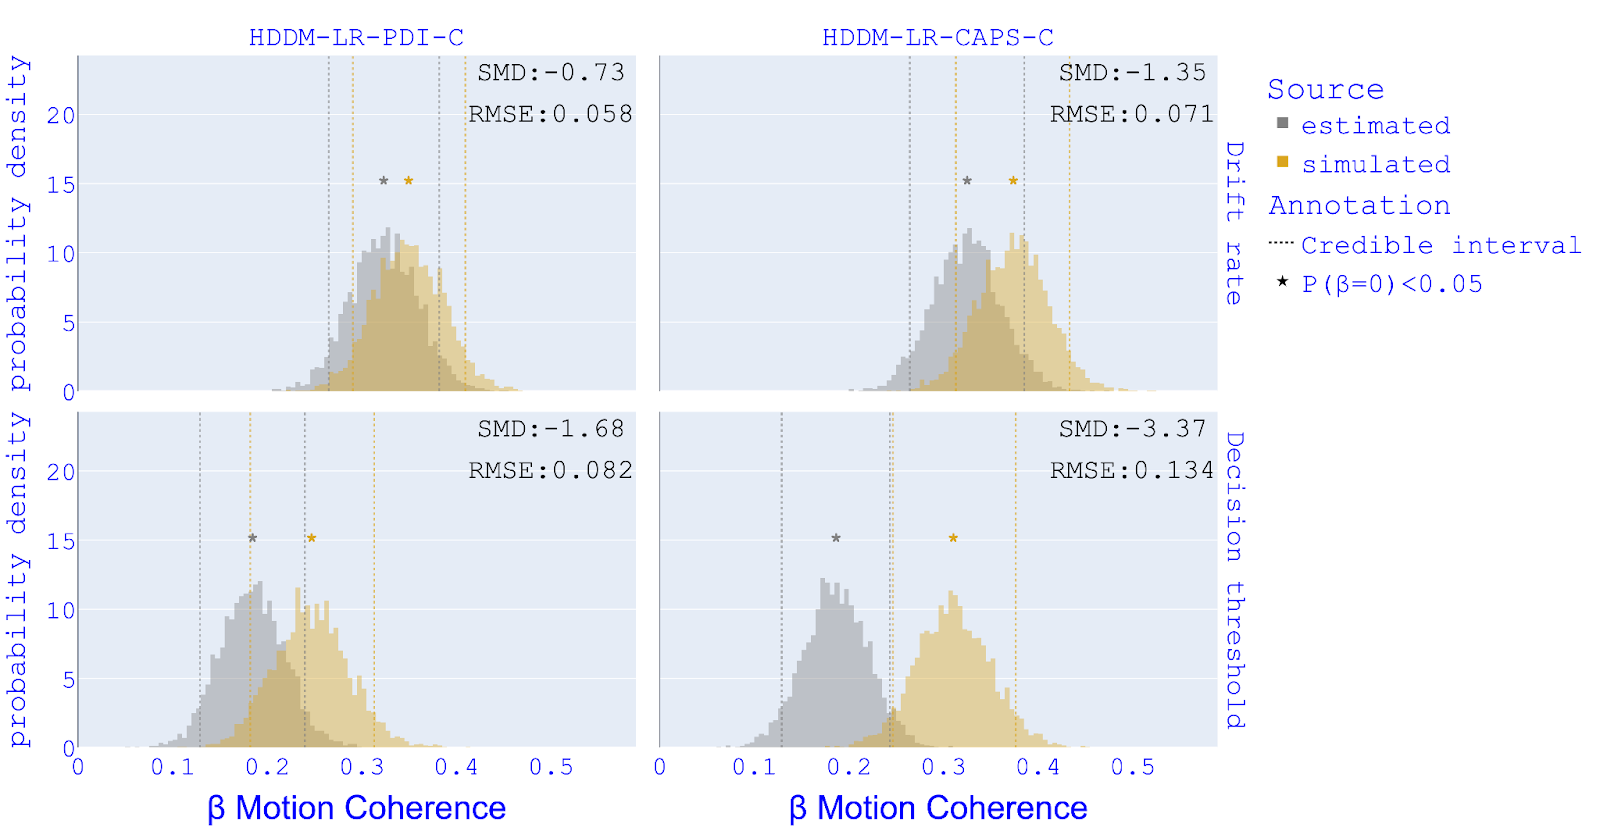 HDDM-LR-PDI-C
HDDM-LR-CAPS-C
probability density
20
15
10
5
0
SMD:-0.73
RMSE:0.058
SMD:-1.35
RMSE:0.071
Drift rate
Source
estimated
simulated
Annotation
Credible interval
★ P(β=0)<0.05
* *
* *
probability density
20
15
10
5
0
SMD:-1.68
RMSE:0.082
SMD:-3.37
RMSE:0.134
Decision threshold
* *
* *
0 0.1 0.2 0.3 0.4 0.5
0 0.1 0.2 0.3 0.4 0.5
β Motion Coherence
β Motion Coherence